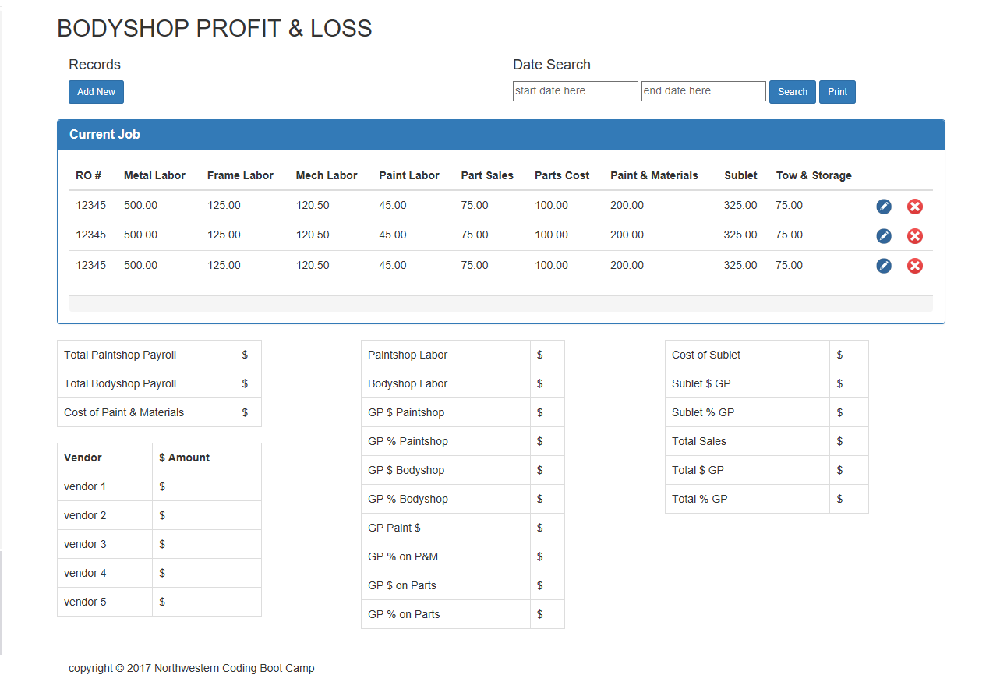 BODYSHOP PROFIT & LOSS
Records
Add New
Date Search
start date here end date here Search Print
Current Job
RO # Metal Labor Frame Labor Mech Labor Paint Labor Part Sales Parts Cost Paint & Materials Sublet Tow & Storage
12345 500.00 125.00 120.50 45.00 75.00 100.00 200.00 325.00 75.00
12345 500.00 125.00 120.50 45.00 75.00 100.00 200.00 325.00 75.00
12345 500.00 125.00 120.50 45.00 75.00 100.00 200.00 325.00 75.00
Total Paintshop Payroll $
Total Bodyshop Payroll $
Cost of Paint & Materials $
Vendor $ Amount
vendor 1 $
vendor 2 $
vendor 3 $
vendor 4 $
vendor 5 $
Paintshop Labor $
Bodyshop Labor $
GP $ Paintshop $
GP % Paintshop $
GP $ Bodyshop $
GP % Bodyshop $
GP Paint $ $
GP % on P&M $
GP $ on Parts $
GP % on Parts $
Cost of Sublet $
Sublet $ GP $
Sublet % GP $
Total Sales $
Total $ GP $
Total % GP $
copyright © 2017 Northwestern Coding Boot Camp